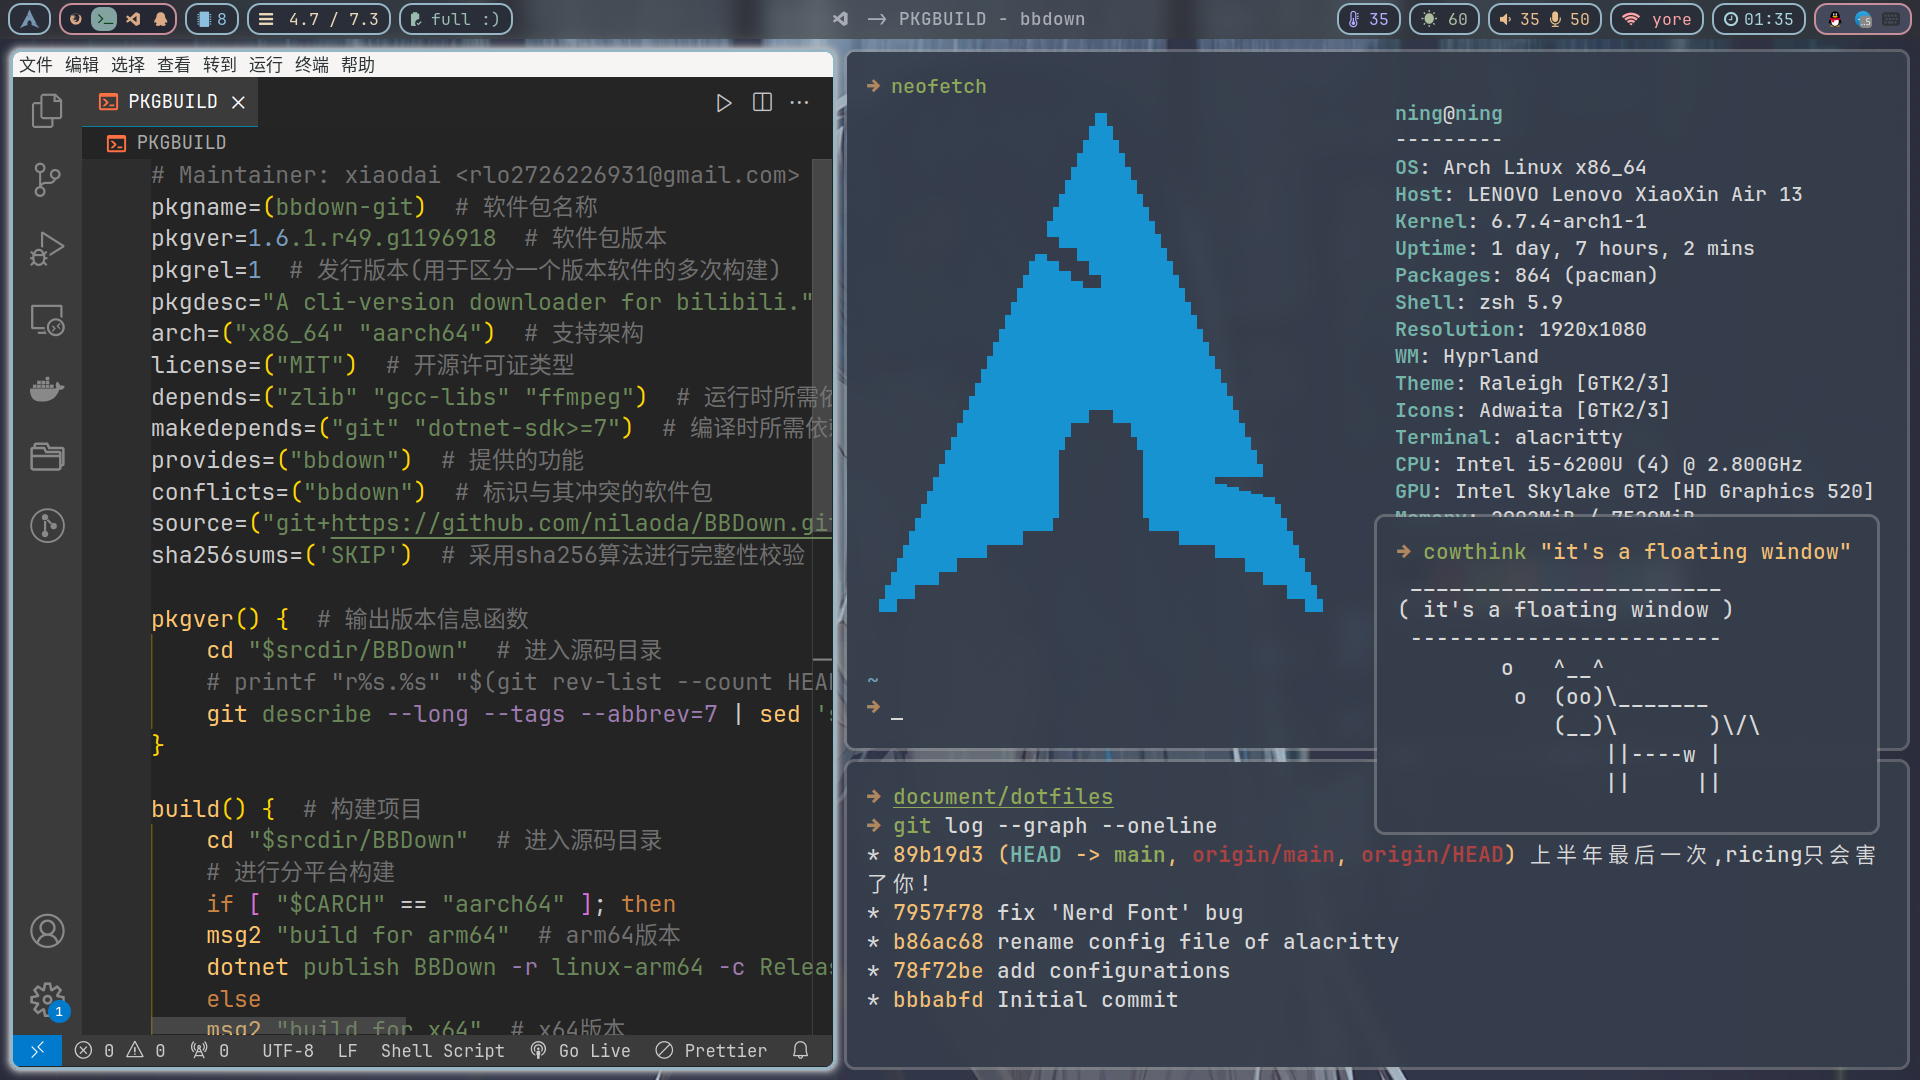 8
4.7 / 7.3
full :)
PKGBUILD - bbdown
35
60
35 50
yore
01:35
文件 编辑 选择 查看 转到 运行 终端 帮助
PKGBUILD
PKGBUILD
# Maintainer: xiaodai <rlo2726226931@gmail.com>
pkgname=(bbdown-git)  # 软件包名称
pkgver=1.6.1.r49.g1196918  # 软件包版本
pkgrel=1  # 发行版本(用于区分一个版本软件的多次构建)
pkgdesc="A cli-version downloader for bilibili."
arch=("x86_64" "aarch64")  # 支持架构
license=("MIT")  # 开源许可证类型
depends=("zlib" "gcc-libs" "ffmpeg")  # 运行时所需依
makedepends=("git" "dotnet-sdk>=7")  # 编译时所需依
provides=("bbdown")  # 提供的功能
conflicts=("bbdown")  # 标识与其冲突的软件包
source=("git+https://github.com/nilaoda/BBDown.git
sha256sums=('SKIP')  # 采用sha256算法进行完整性校验
pkgver() {  # 输出版本信息函数
    cd "$srcdir/BBDown"  # 进入源码目录
    # printf "r%s.%s" "$(git rev-list --count HEA
    git describe --long --tags --abbrev=7 | sed 's
}
build() {  # 构建项目
    cd "$srcdir/BBDown"  # 进入源码目录
    # 进行分平台构建
    if [ "$CARCH" == "aarch64" ]; then
    msg2 "build for arm64"  # arm64版本
    dotnet publish BBDown -r linux-arm64 -c Relea
    else
    msg2 "build for x64"  # x64版本
1
0 0 0 UTF-8 LF Shell Script Go Live Prettier
neofetch
ning@ning
---------
OS: Arch Linux x86_64
Host: LENOVO Lenovo XiaoXin Air 13
Kernel: 6.7.4-arch1-1
Uptime: 1 day, 7 hours, 2 mins
Packages: 864 (pacman)
Shell: zsh 5.9
Resolution: 1920x1080
WM: Hyprland
Theme: Raleigh [GTK2/3]
Icons: Adwaita [GTK2/3]
Terminal: alacritty
CPU: Intel i5-6200U (4) @ 2.800GHz
GPU: Intel Skylake GT2 [HD Graphics 520]
~
cowthink "it's a floating window"
 ________________________
( it's a floating window )
 ------------------------
        o   ^__^
         o  (oo)\_______
            (__)\       )\/\
                ||----w |
                ||     ||
document/dotfiles
git log --graph --oneline
* 89b19d3 (HEAD -> main, origin/main, origin/HEAD) 上半年最后一次,ricing只会害
了你!
* 7957f78 fix 'Nerd Font' bug
* b86ac68 rename config file of alacritty
* 78f72be add configurations
* bbbabfd Initial commit